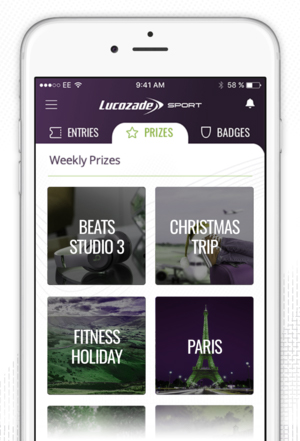 EE 9:41 AM 58 %
Lucozade SPORT
ENTRIES PRIZES BADGES
Weekly Prizes
BEATS
STUDIO 3
CHRISTMAS
TRIP
FITNESS
HOLIDAY
PARIS